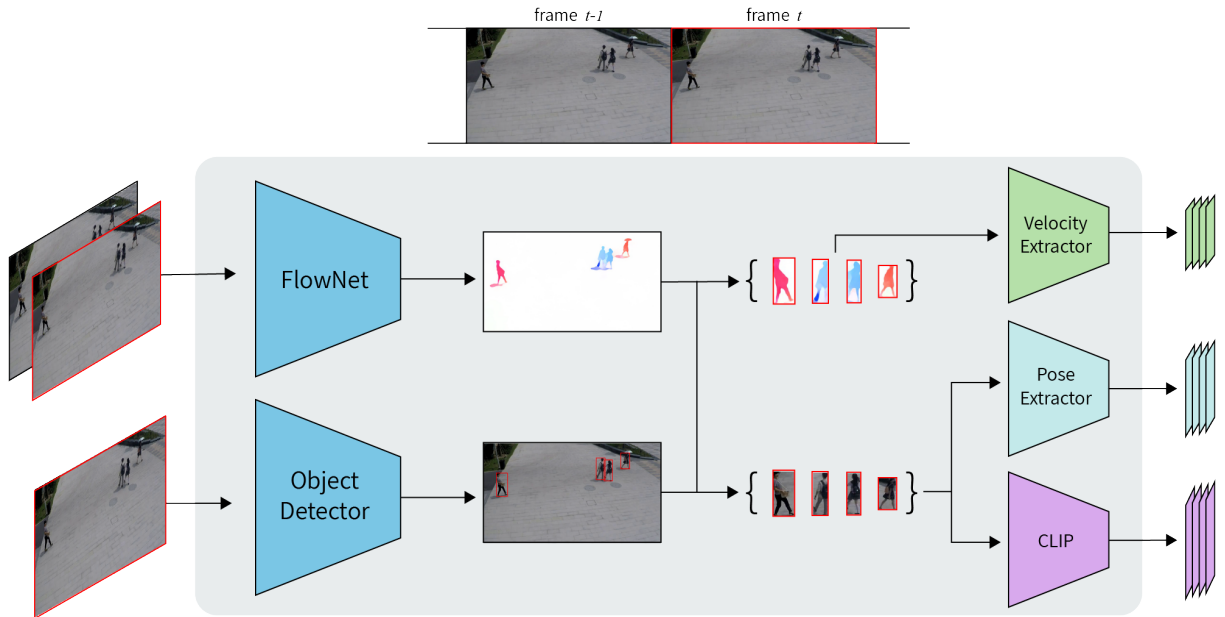 frame t-1
frame t
FlowNet
Velocity
Extractor
Pose
Extractor
Object
Detector
CLIP